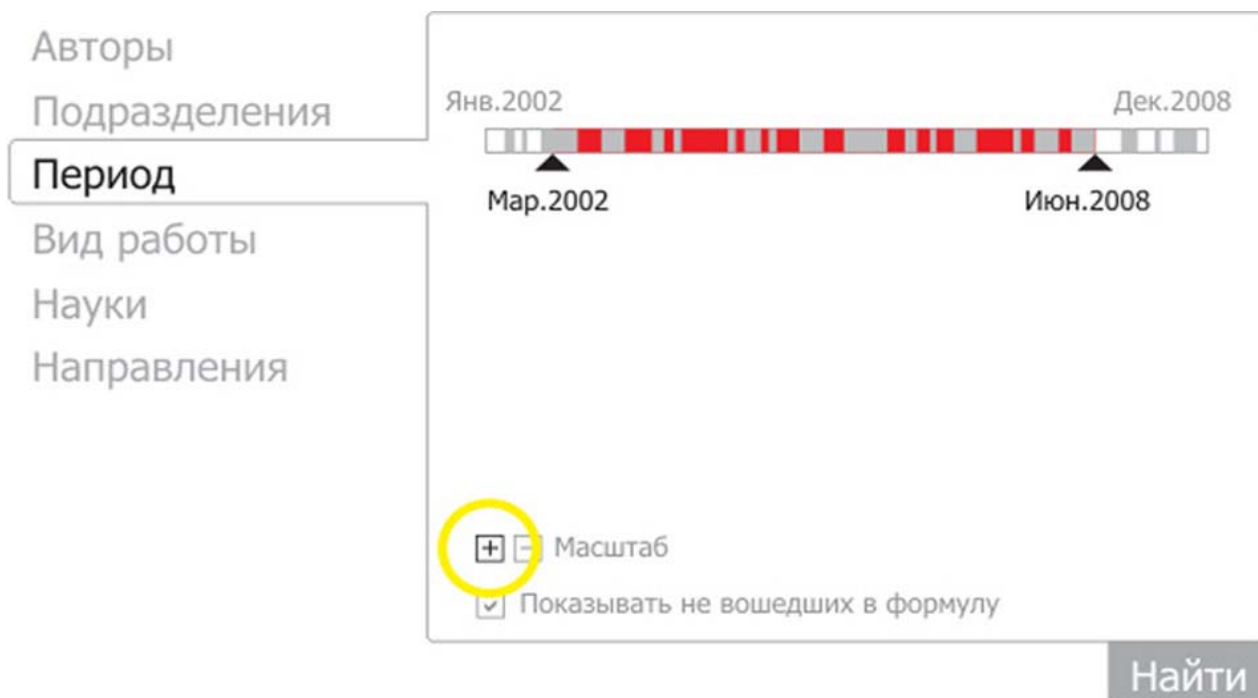 Авторы
Подразделения
Период
Вид работы
Науки
Направления
Янв.2002 Дек.2008
Мар.2002 Июн.2008
Масштаб
Показывать не вошедших в формулу
Найти